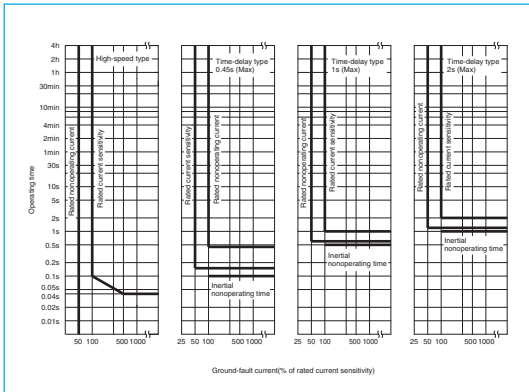 4h
2h
1h
30min
10min
4min
2min
1min
30s
10s
5s
2s
1s
0.5s
0.2s
0.1s
0.05s
0.04s
0.02s
0.01s
Operating time
High-speed type
Rated nonoperating current
Rated current sensitivity
50 100 500 1000
Time-delay type
0.45s (Max)
Rated current sensitivity
Rated nonoperating current
Inertial
nonoperating time
25 50 100 500 1000
Time-delay type
1s (Max)
Rated nonoperating current
Rated current sensitivity
Inertial
nonoperating time
25 50 100 500 1000
Time-delay type
2s (Max)
Rated nonoperating current
Rated current sensitivity
Inertial
nonoperating time
25 50 100 500 1000
Ground-fault current(% of rated current sensitivity)